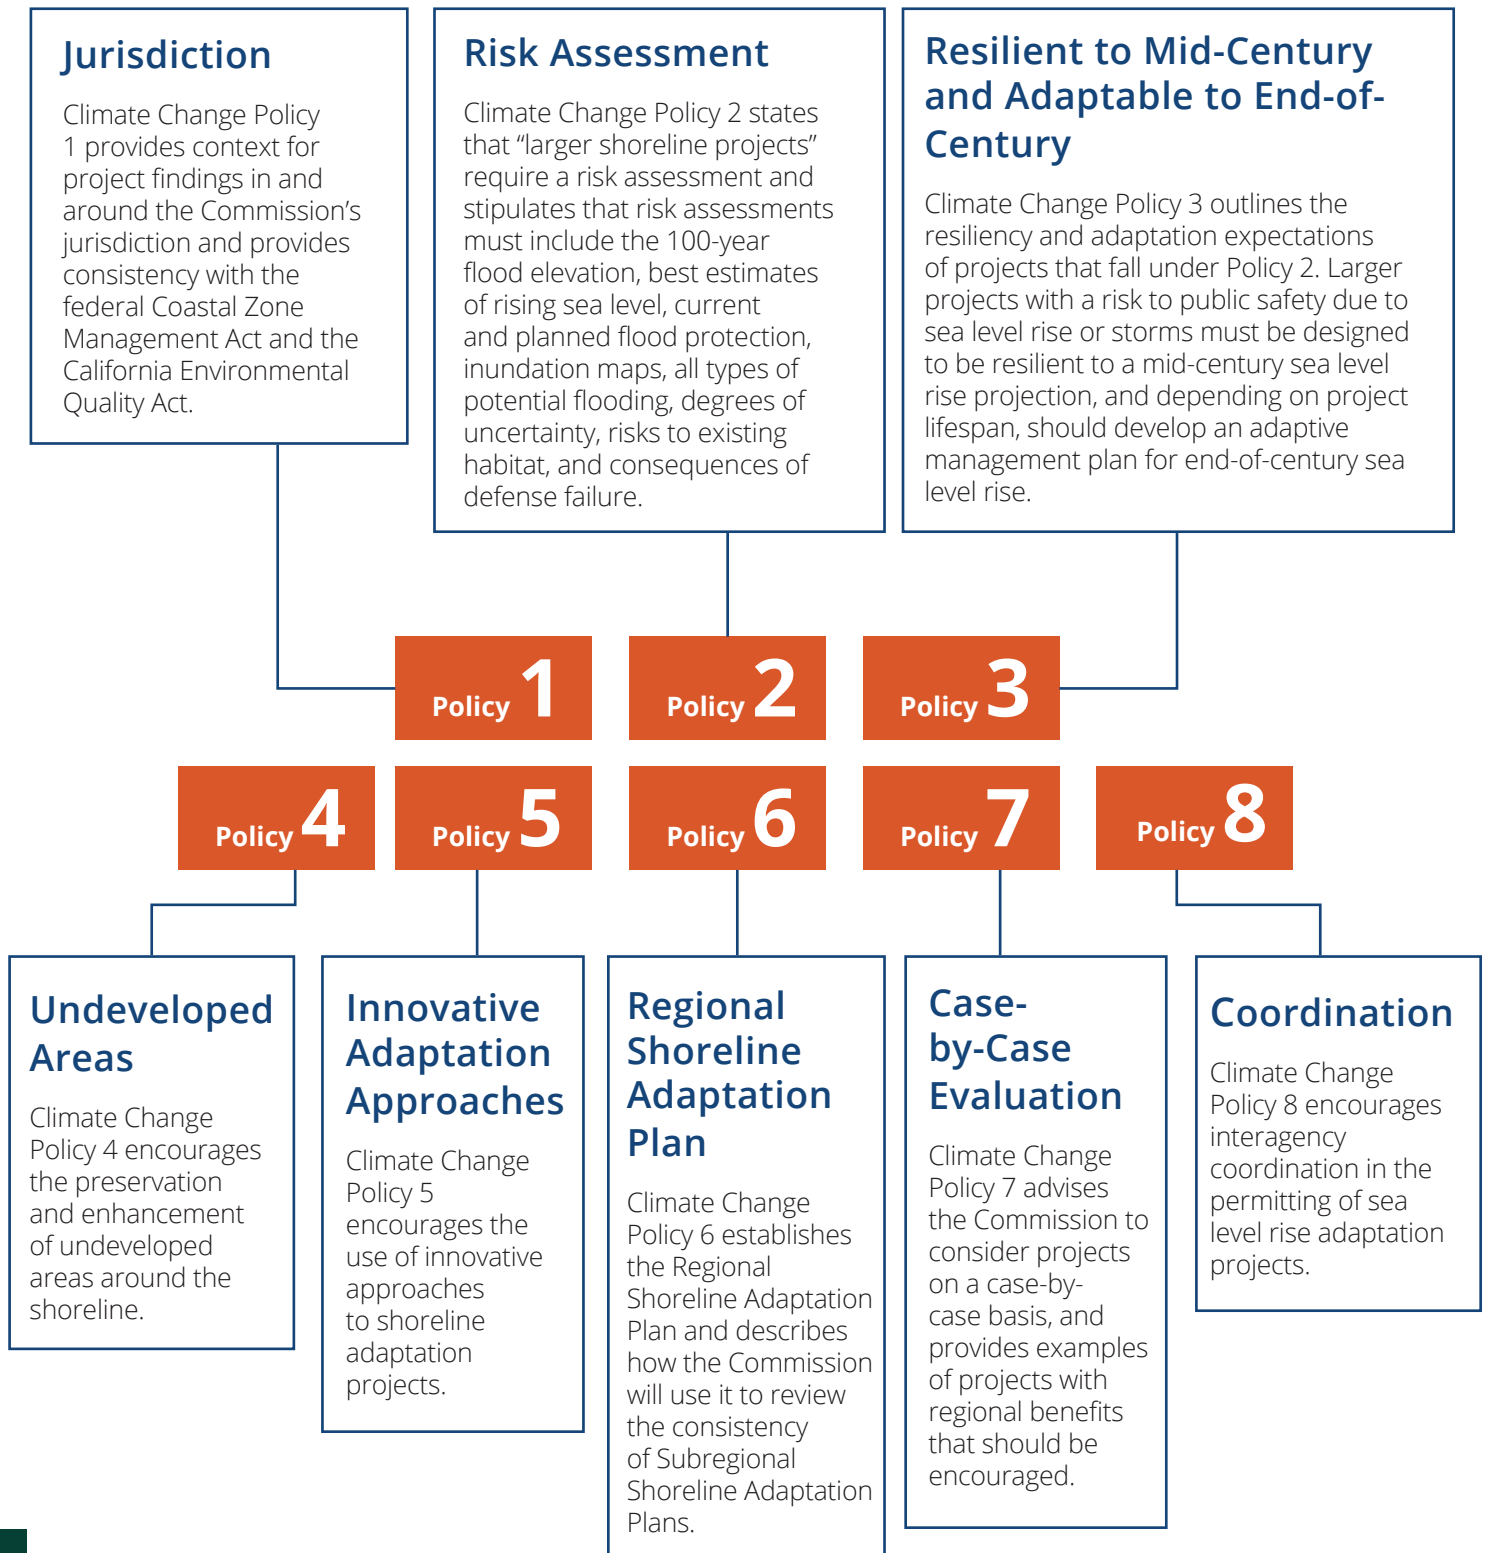 Jurisdiction
Climate Change Policy
1 provides context for
project findings in and
around the Commission’s
jurisdiction and provides
consistency with the
federal Coastal Zone
Management Act and the
California Environmental
Quality Act.
Risk Assessment
Climate Change Policy 2 states
that “larger shoreline projects”
require a risk assessment and
stipulates that risk assessments
must include the 100-year
flood elevation, best estimates
of rising sea level, current
and planned flood protection,
inundation maps, all types of
potential flooding, degrees of
uncertainty, risks to existing
habitat, and consequences of
defense failure.
Resilient to Mid-Century
and Adaptable to End-of-
Century
Climate Change Policy 3 outlines the
resiliency and adaptation expectations
of projects that fall under Policy 2. Larger
projects with a risk to public safety due to
sea level rise or storms must be designed
to be resilient to a mid-century sea level
rise projection, and depending on project
lifespan, should develop an adaptive
management plan for end-of-century sea
level rise.
Policy 1
Policy 2
Policy 3
Policy 4
Policy 5
Policy 6
Policy 7
Policy 8
Undeveloped
Areas
Climate Change
Policy 4 encourages
the preservation
and enhancement
of undeveloped
areas around the
shoreline.
Innovative
Adaptation
Approaches
Climate Change
Policy 5
encourages the
use of innovative
approaches
to shoreline
adaptation
projects.
Regional
Shoreline
Adaptation
Plan
Climate Change
Policy 6 establishes
the Regional
Shoreline Adaptation
Plan and describes
how the Commission
will use it to review
the consistency
of Subregional
Shoreline Adaptation
Plans.
Case-
by-Case
Evaluation
Climate Change
Policy 7 advises
the Commission to
consider projects
on a case-by-
case basis, and
provides examples
of projects with
regional benefits
that should be
encouraged.
Coordination
Climate Change
Policy 8 encourages
interagency
coordination in the
permitting of sea
level rise adaptation
projects.